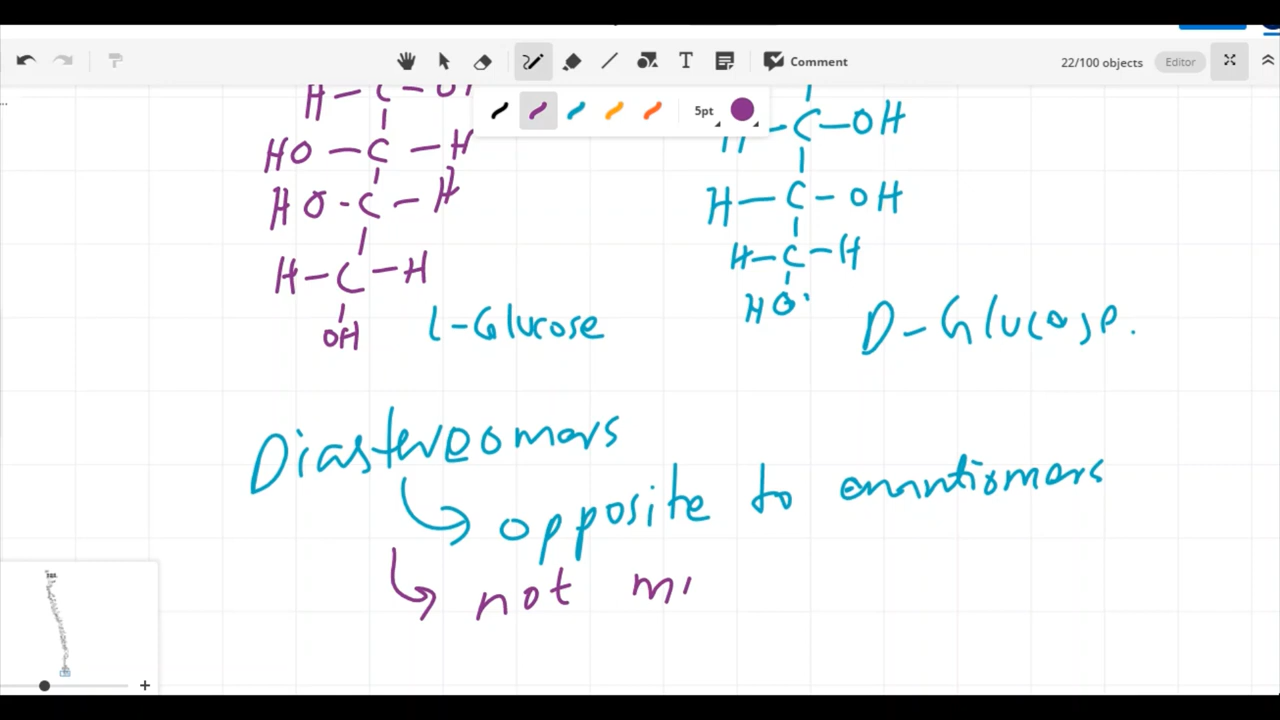 Comment
22/100 objects
Editor
5pt
H - C - OH
C - OH
HO - C - H
HO - C - H
H - C - OH
H - C - H
H - C - H
OH
HO
L-Glucose
D-Glucose.
Diastereomers
opposite to enantiomers
not mi